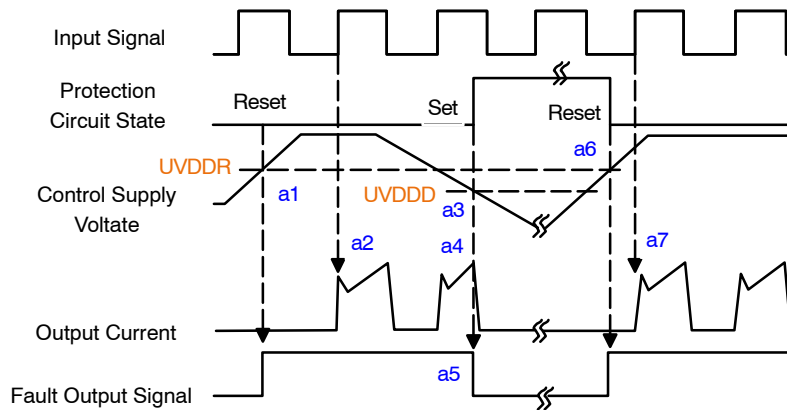 Input Signal
Protection
Circuit State
Reset
Set
Reset
a6
UVDDR
a1
UVDDD
a3
Control Supply
Voltate
a2
a4
a7
Output Current
a5
Fault Output Signal